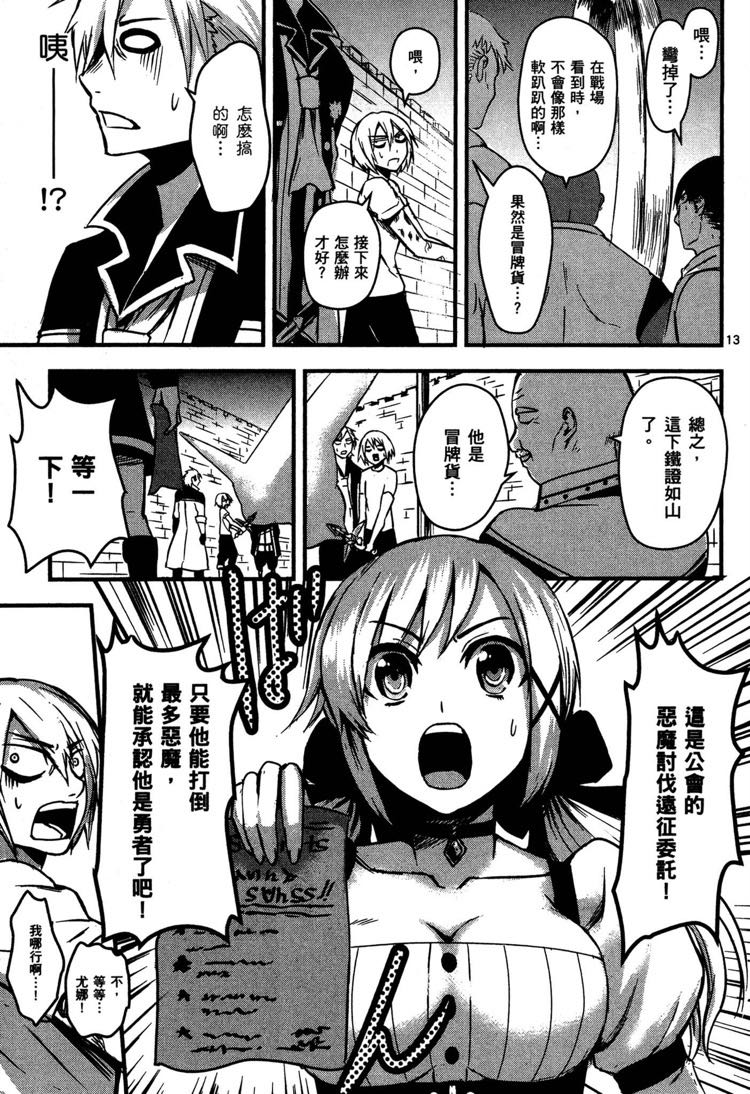 喂…
彎掉了…
在戰場
看到時，
不會像那樣
軟趴趴的啊…
果然是冒牌貨…？
13
喂，
接下來
怎麼辦
才好？
怎麼搞
的啊…
咦——!?
總之，
這下鐵證如山
了。
他是
冒牌貨…
等一
下！
這是公會的
惡魔討伐遠征委託！
只要他能打倒
最多惡魔，
就能承認他是勇者了吧！
不，
等等…
尤娜！
我哪行啊…！